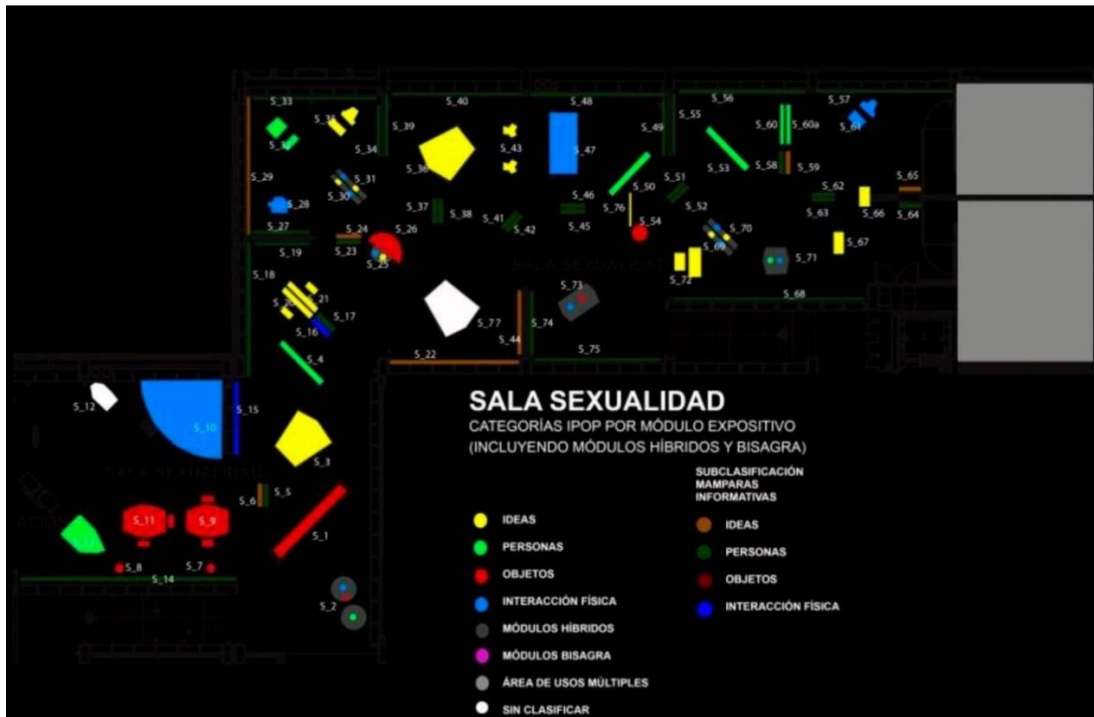 S_33
S_40
S_48
S_56
S_57
S_39
S_34
S_49
S_55
S_60
S_60a
S_61
S_43
S_47
S_36
S_53
S_58
S_59
S_31
S_29
S_30
S_28
S_51
S_50
S_65
S_46
S_76
S_52
S_62
S_66
S_37
S_38
S_41
S_42
S_45
S_63
S_64
S_27
S_24
S_26
S_54
S_70
S_19
S_23
S_67
S_69
S_25
SALA SEXUALIDAD
S_71
S_18
S_72
S_21
S_73
S_68
S_20
S_17
S_77
S_16
S_44
S_74
S_4
S_22
S_75
S_12
S_15
S_10
S_3
SALA SEXUALIDAD
S_5
S_6
S_11
S_9
S_1
S_8
S_7
S_14
S_2
SALA SEXUALIDAD
CATEGORÍAS IPOP POR MÓDULO EXPOSITIVO
(INCLUYENDO MÓDULOS HÍBRIDOS Y BISAGRA)
IDEAS
PERSONAS
OBJETOS
INTERACCIÓN FÍSICA
MÓDULOS HÍBRIDOS
MÓDULOS BISAGRA
ÁREA DE USOS MÚLTIPLES
SIN CLASIFICAR
SUBCLASIFICACIÓN
MAMPARAS
INFORMATIVAS
IDEAS
PERSONAS
OBJETOS
INTERACCIÓN FÍSICA